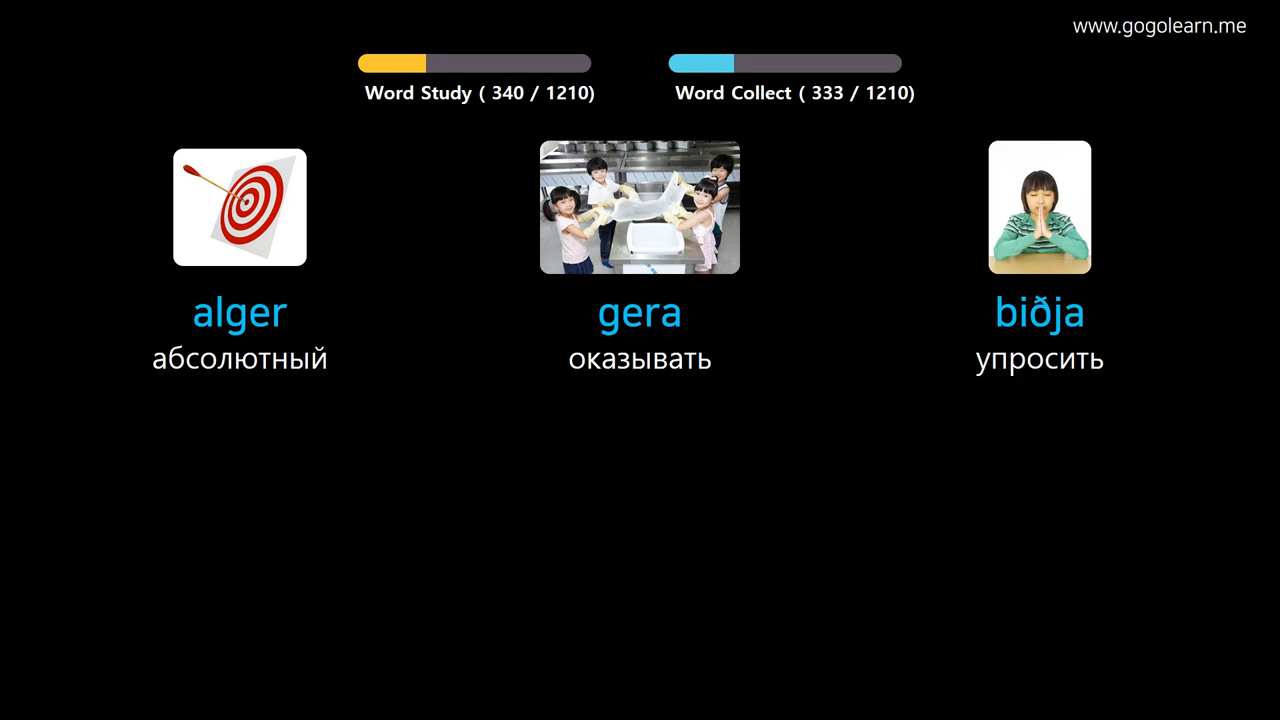 www.gogolearn.me
Word Study ( 340 / 1210)
Word Collect ( 333 / 1210)
alger
gera
biðja
абсолютный
оказывать
упросить